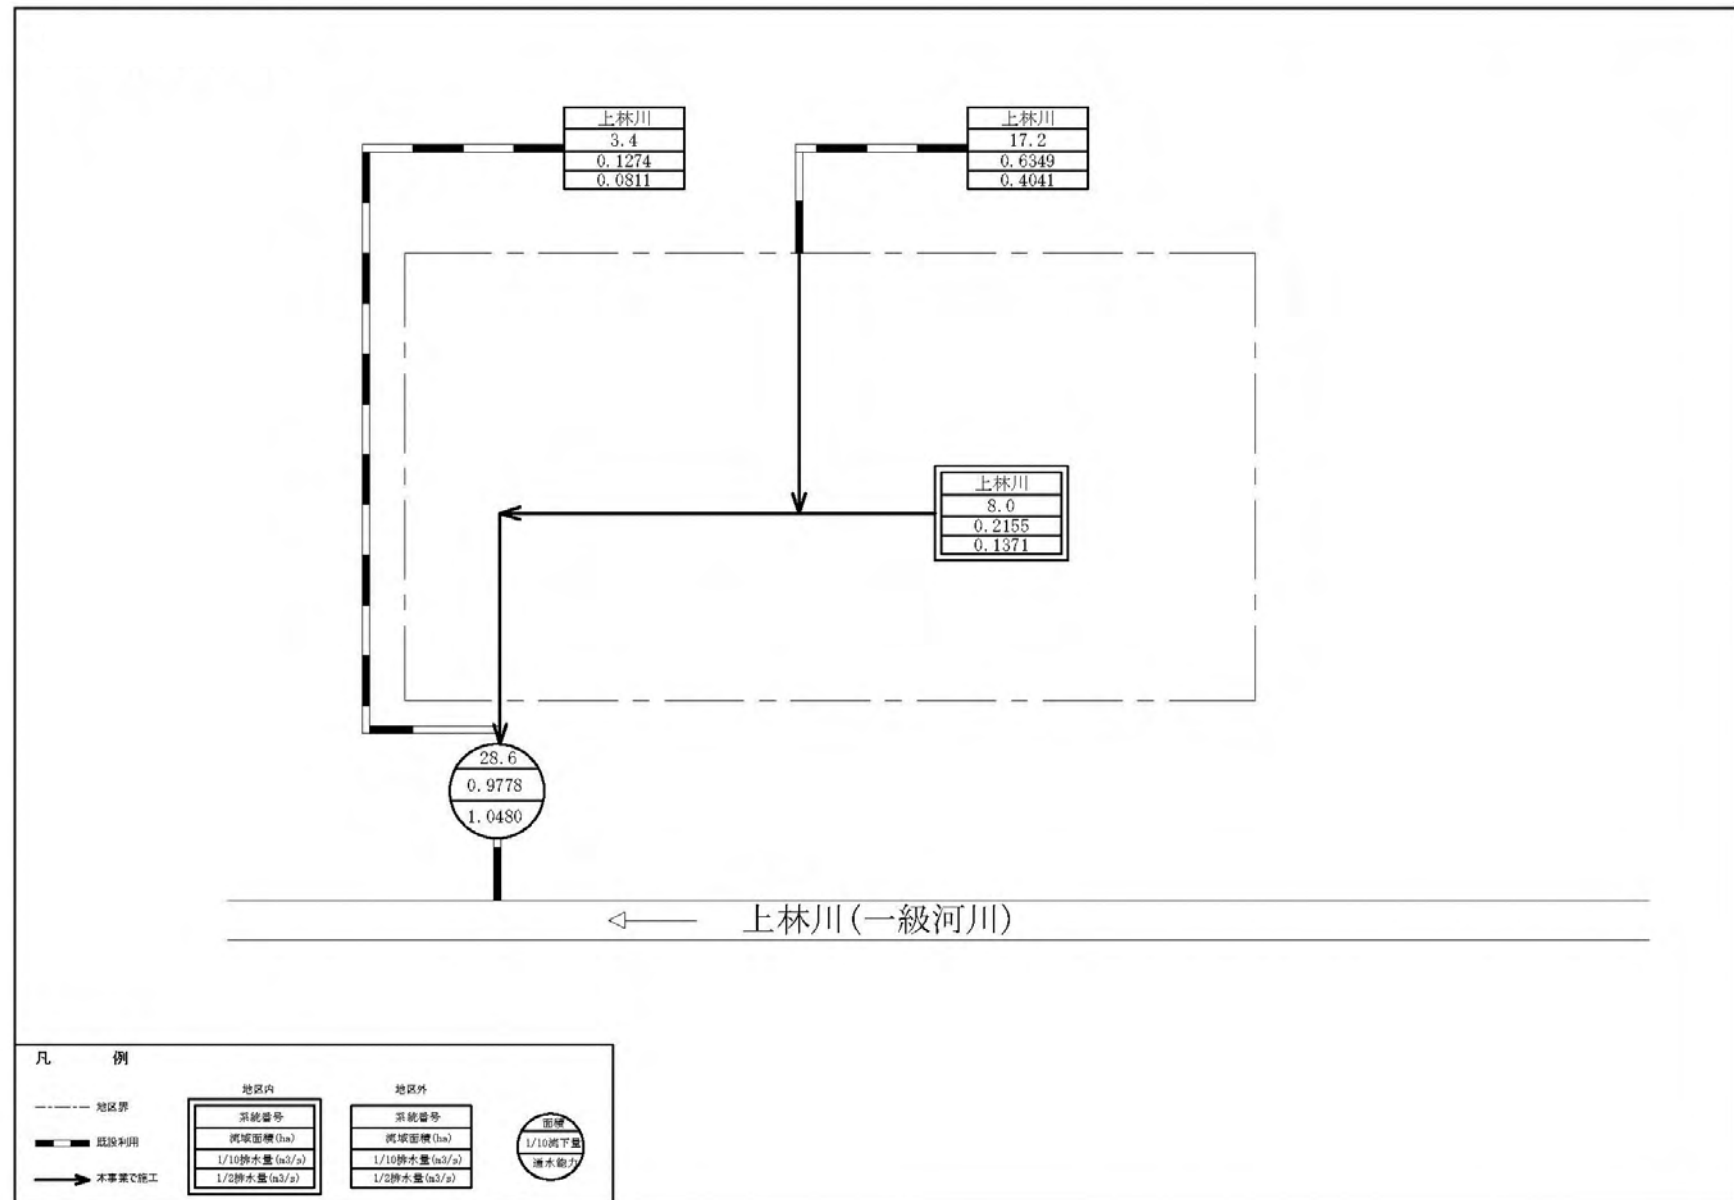 上林川
3.4
0.1274
0.0811
上林川
17.2
0.6349
0.4041
上林川
8.0
0.2155
0.1371
28.6
0.9778
1.0480
上林川(一級河川)
凡 例
地区界
既設利用
本事業で施工
地区内
系統番号
流域面積(ha)
1/10排水量(m3/s)
1/2排水量(m3/s)
地区外
系統番号
流域面積(ha)
1/10排水量(m3/s)
1/2排水量(m3/s)
面積
1/10流下量
通水能力